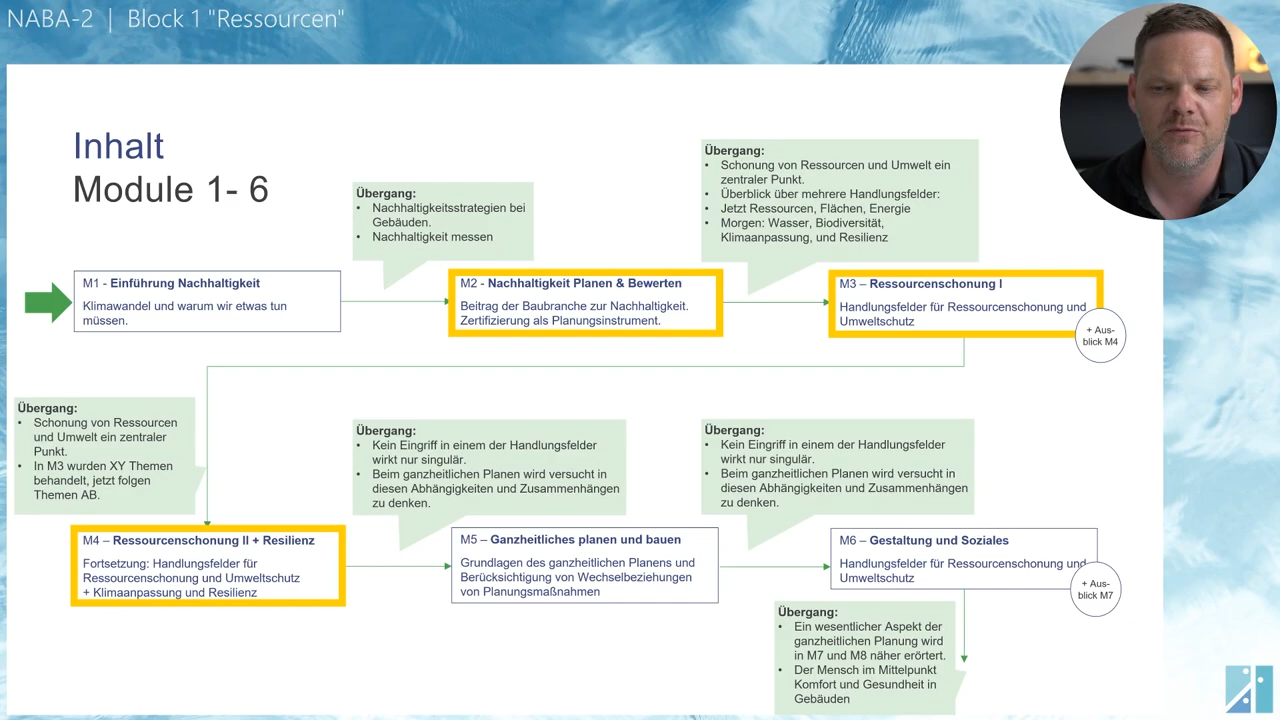 NABA-2 | Block 1 "Ressourcen"
Inhalt
Module 1- 6
Übergang:
• Nachhaltigkeitsstrategien bei
Gebäuden.
• Nachhaltigkeit messen
Übergang:
• Schonung von Ressourcen und Umwelt ein
zentraler Punkt.
• Überblick über mehrere Handlungsfelder:
• Jetzt Ressourcen, Flächen, Energie
• Morgen: Wasser, Biodiversität,
Klimaanpassung, und Resilienz
M1 - Einführung Nachhaltigkeit
Klimawandel und warum wir etwas tun
müssen.
M2 - Nachhaltigkeit Planen & Bewerten
Beitrag der Baubranche zur Nachhaltigkeit.
Zertifizierung als Planungsinstrument.
M3 – Ressourcenschonung I
Handlungsfelder für Ressourcenschonung und
Umweltschutz
+ Aus-
blick M4
Übergang:
• Schonung von Ressourcen
und Umwelt ein zentraler
Punkt.
• In M3 wurden XY Themen
behandelt, jetzt folgen
Themen AB.
Übergang:
• Kein Eingriff in einem der Handlungsfelder
wirkt nur singulär.
• Beim ganzheitlichen Planen wird versucht in
diesen Abhängigkeiten und Zusammenhängen
zu denken.
Übergang:
• Kein Eingriff in einem der Handlungsfelder
wirkt nur singulär.
• Beim ganzheitlichen Planen wird versucht in
diesen Abhängigkeiten und Zusammenhängen
zu denken.
M4 – Ressourcenschonung II + Resilienz
Fortsetzung: Handlungsfelder für
Ressourcenschonung und Umweltschutz
+ Klimaanpassung und Resilienz
M5 – Ganzheitliches planen und bauen
Grundlagen des ganzheitlichen Planens und
Berücksichtigung von Wechselbeziehungen
von Planungsmaßnahmen
M6 – Gestaltung und Soziales
Handlungsfelder für Ressourcenschonung und
Umweltschutz
+ Aus-
blick M7
Übergang:
• Ein wesentlicher Aspekt der
ganzheitlichen Planung wird
in M7 und M8 näher erörtert.
• Der Mensch im Mittelpunkt
Komfort und Gesundheit in
Gebäuden